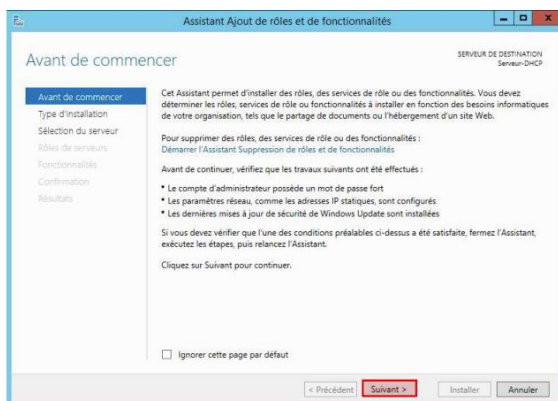 Assistant Ajout de rôles et de fonctionnalités
Avant de commencer
SERVEUR DE DESTINATION
Serveur-DHCP
Avant de commencer
Type d'installation
Sélection du serveur
Rôles de serveurs
Fonctionnalités
Confirmation
Résultats
Cet Assistant permet d'installer des rôles, des services de rôle ou des fonctionnalités. Vous devez
déterminer les rôles, services de rôle ou fonctionnalités à installer en fonction des besoins informatiques
de votre organisation, tels que le partage de documents ou l'hébergement d'un site Web.
Pour supprimer des rôles, des services de rôle ou des fonctionnalités :
Démarrer l'Assistant Suppression de rôles et de fonctionnalités
Avant de continuer, vérifiez que les travaux suivants ont été effectués :
• Le compte d'administrateur possède un mot de passe fort
• Les paramètres réseau, comme les adresses IP statiques, sont configurés
• Les dernières mises à jour de sécurité de Windows Update sont installées
Si vous devez vérifier que l'une des conditions préalables ci-dessus a été satisfaite, fermez l'Assistant,
exécutez les étapes, puis relancez l'Assistant.
Cliquez sur Suivant pour continuer.
Ignorer cette page par défaut
< Précédent
Suivant >
Installer
Annuler